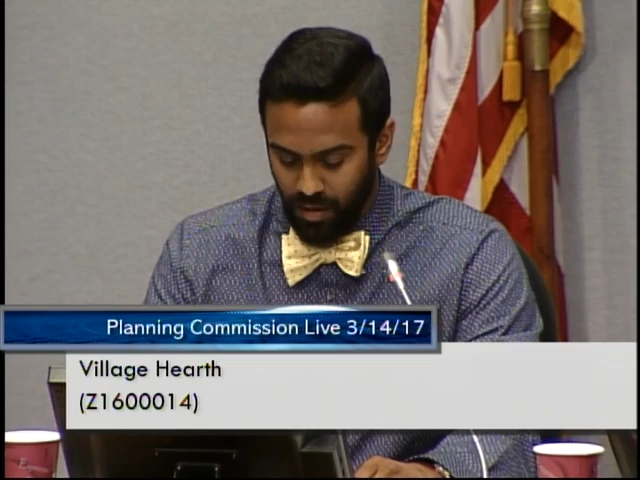 Planning Commission Live 3/14/17
Village Hearth
(Z1600014)